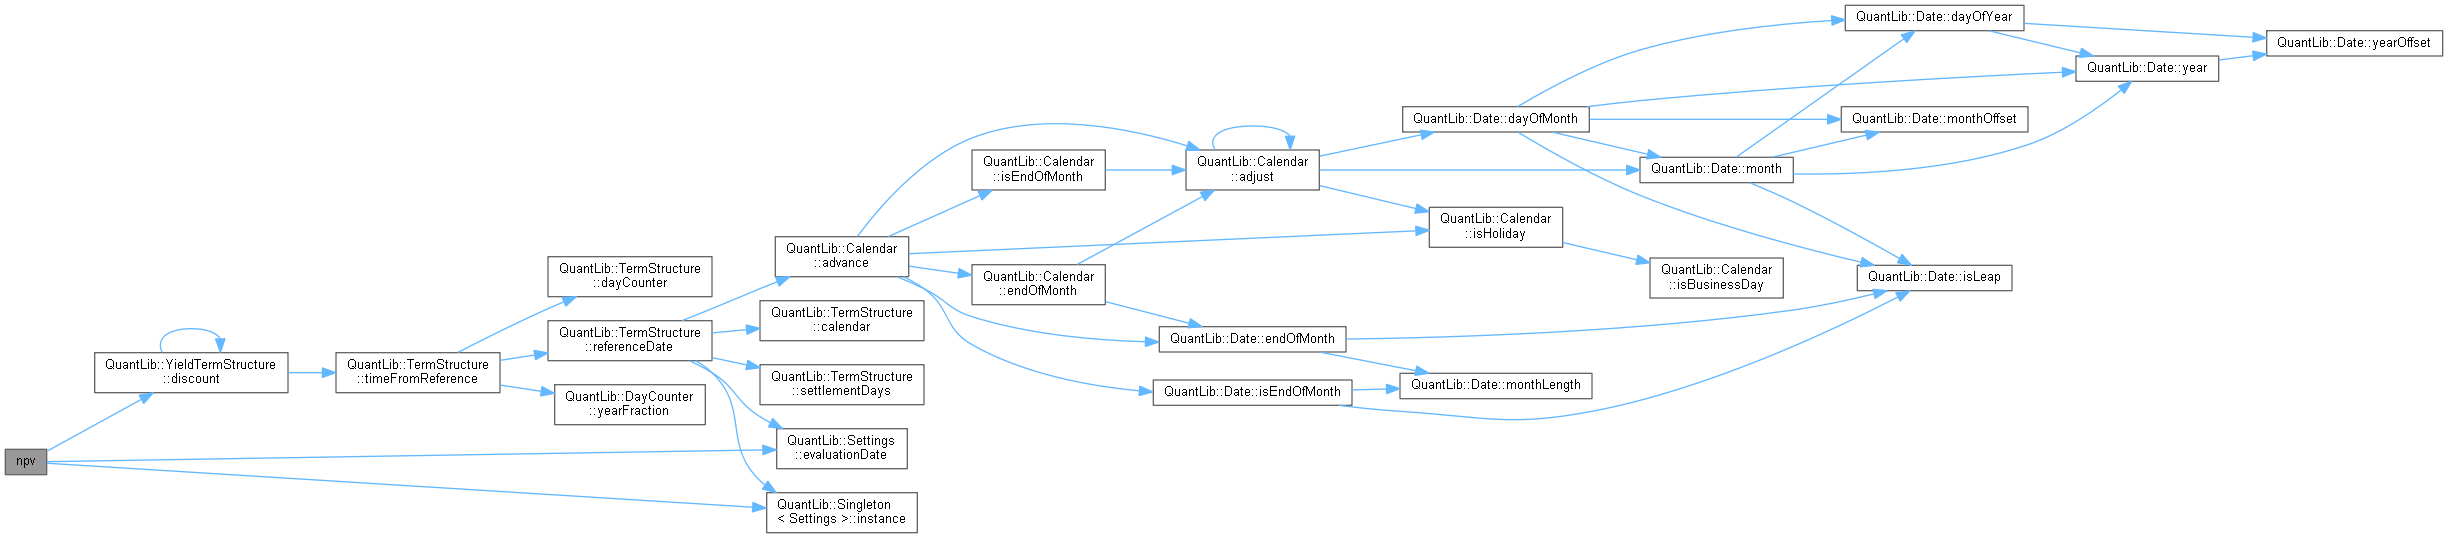 npv
QuantLib::YieldTermStructure
::discount
QuantLib::TermStructure
::timeFromReference
QuantLib::TermStructure
::dayCounter
QuantLib::TermStructure
::referenceDate
QuantLib::DayCounter
::yearFraction
QuantLib::Calendar
::advance
QuantLib::TermStructure
::calendar
QuantLib::TermStructure
::settlementDays
QuantLib::Settings
::evaluationDate
QuantLib::Singleton
< Settings >::instance
QuantLib::Calendar
::isEndOfMonth
QuantLib::Calendar
::endOfMonth
QuantLib::Calendar
::adjust
QuantLib::Date::endOfMonth
QuantLib::Date::isEndOfMonth
QuantLib::Date::dayOfMonth
QuantLib::Calendar
::isHoliday
QuantLib::Date::monthLength
QuantLib::Date::month
QuantLib::Calendar
::isBusinessDay
QuantLib::Date::dayOfYear
QuantLib::Date::monthOffset
QuantLib::Date::isLeap
QuantLib::Date::year
QuantLib::Date::yearOffset